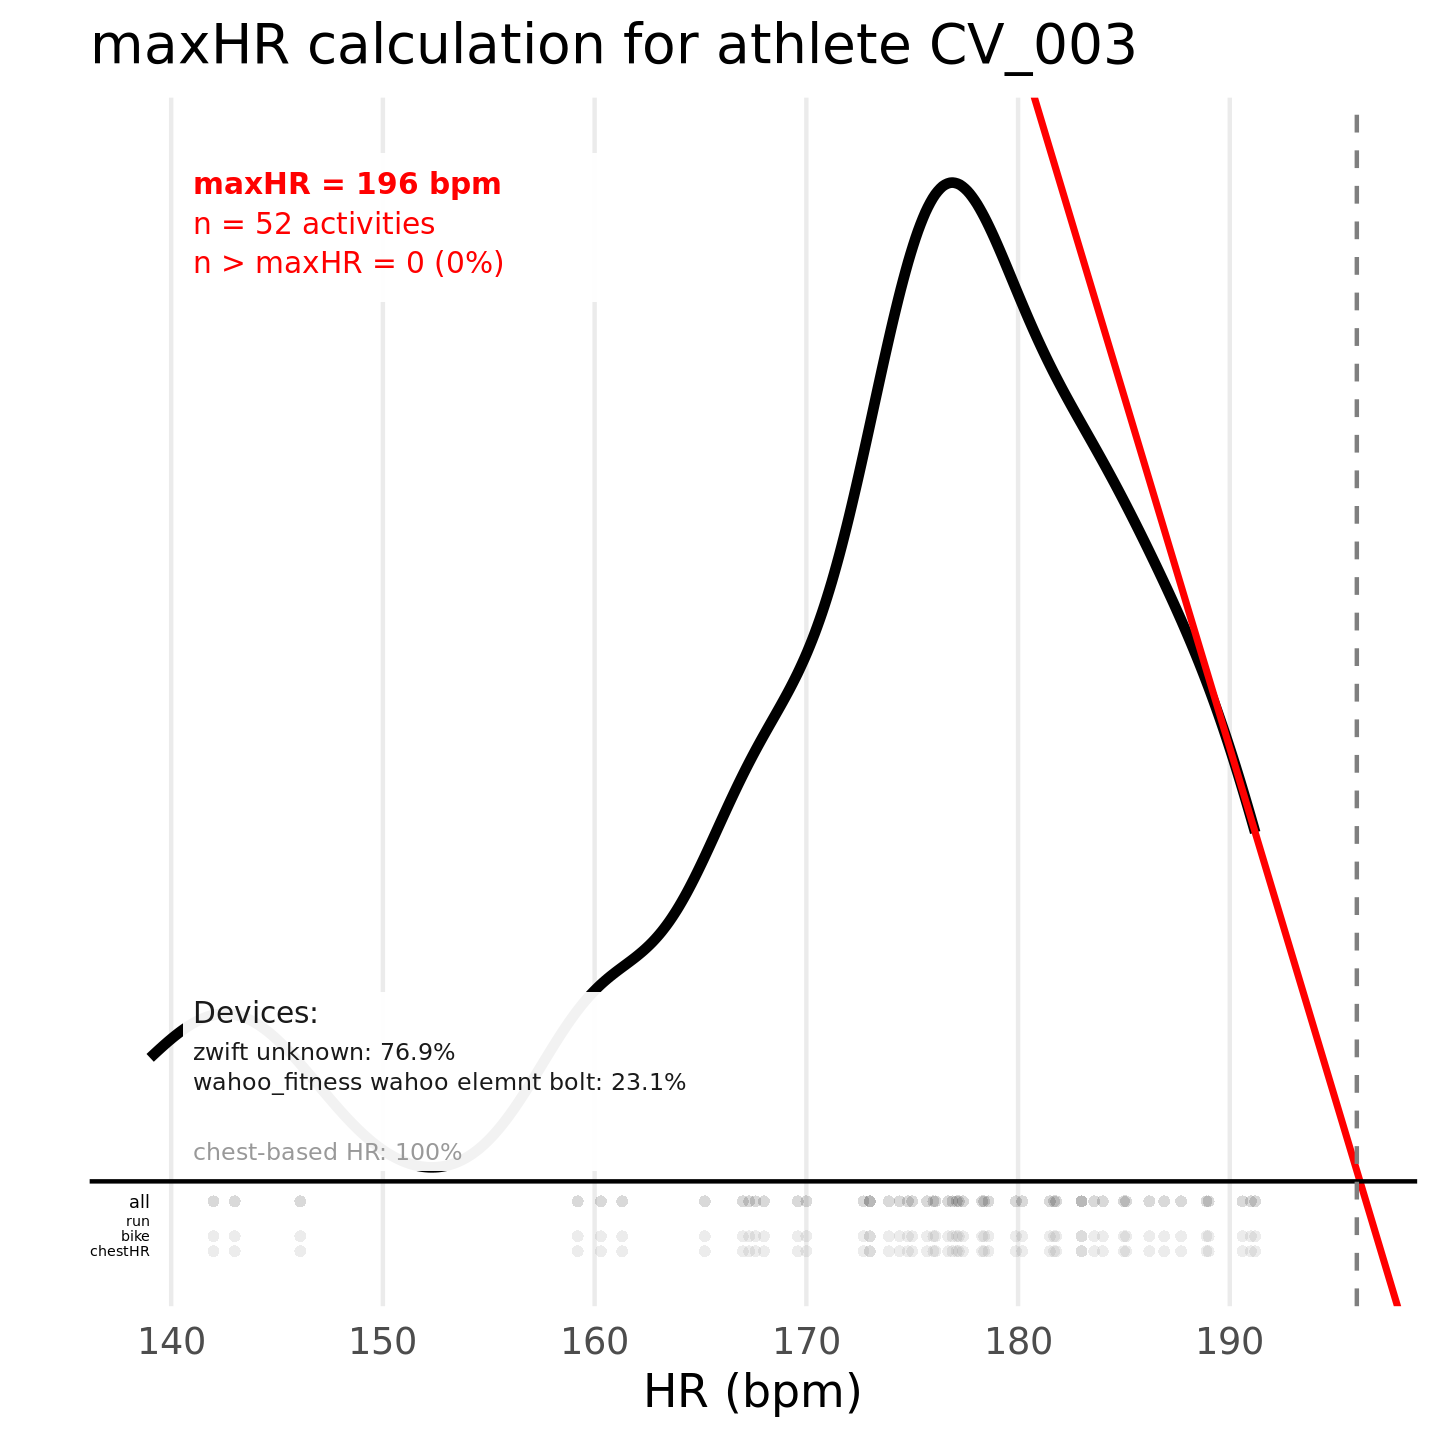 maxHR calculation for athlete CV_003
maxHR = 196 bpm
n = 52 activities
n > maxHR = 0 (0%)
Devices:
zwift unknown: 76.9%
wahoo_fitness wahoo elemnt bolt: 23.1%
chest-based HR: 100%
all
run
bike
chestHR
140 150 160 170 180 190
HR (bpm)